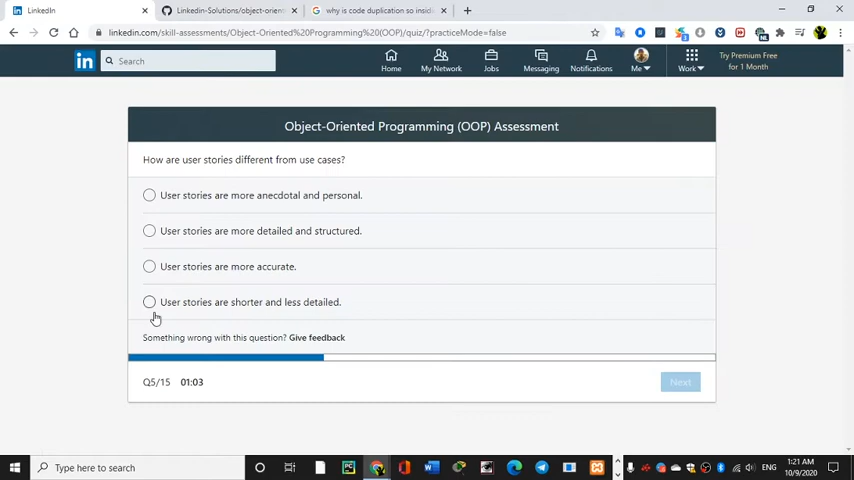 LinkedIn
Linkedin-Solutions/object-orient
why is code duplication so insid
linkedin.com/skill-assessments/Object-Oriented%20Programming%20(OOP)/quiz/?practiceMode=false
in
Search
Home
My Network
Jobs
Messaging
Notifications
Me
Work
Try Premium Free
for 1 Month
Object-Oriented Programming (OOP) Assessment
How are user stories different from use cases?
User stories are more anecdotal and personal.
User stories are more detailed and structured.
User stories are more accurate.
User stories are shorter and less detailed.
Something wrong with this question? Give feedback
Q5/15 01:03
Next
Type here to search
ENG
1:21 AM
10/9/2020